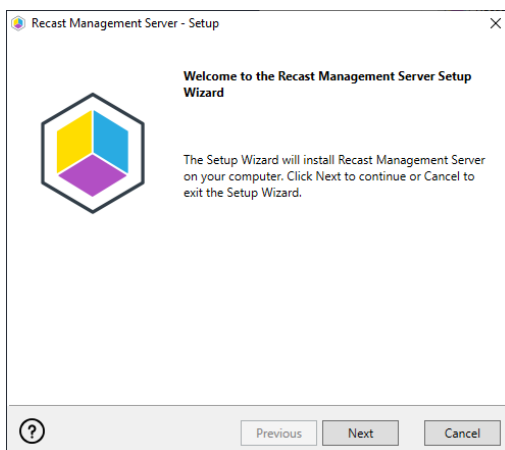 Recast Management Server - Setup
Welcome to the Recast Management Server Setup
Wizard
The Setup Wizard will install Recast Management Server
on your computer. Click Next to continue or Cancel to
exit the Setup Wizard.
?
Previous Next Cancel